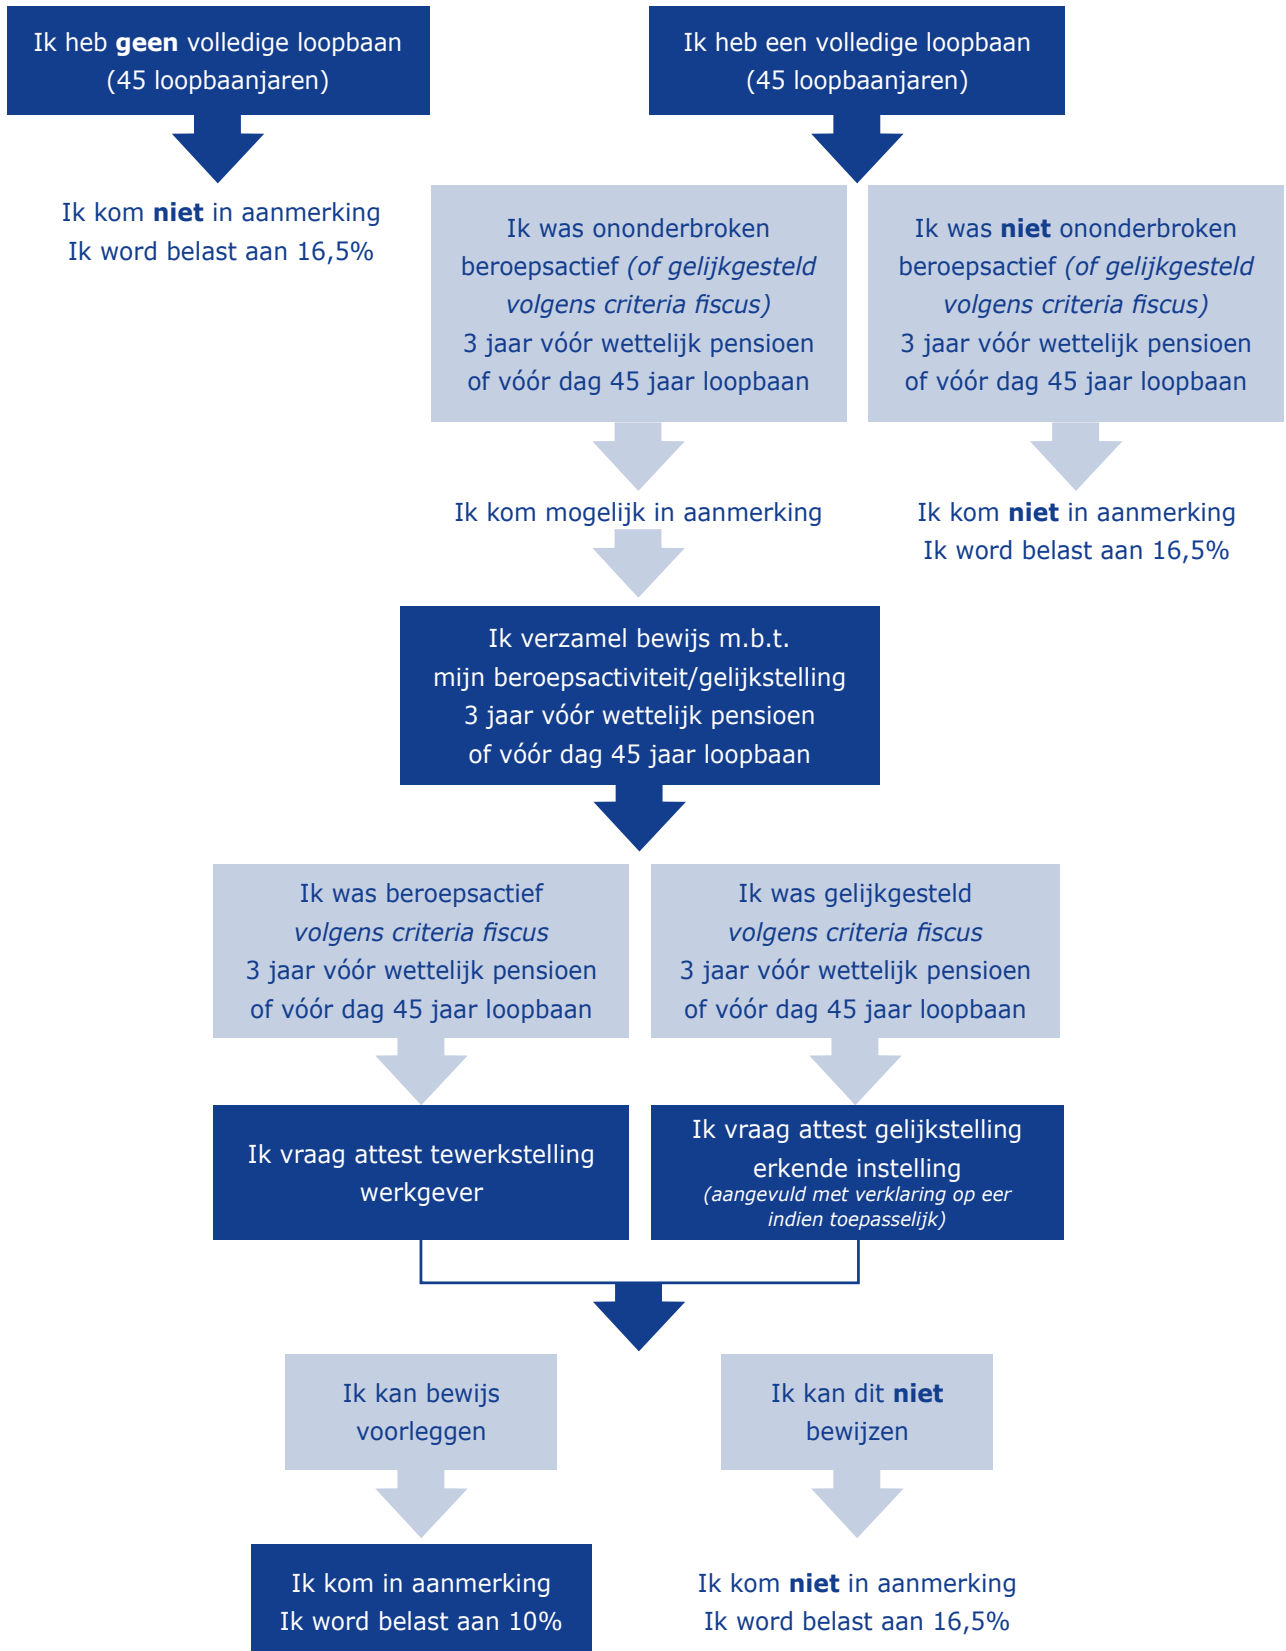 Ik heb geen volledige loopbaan
(45 loopbaanjaren)
Ik heb een volledige loopbaan
(45 loopbaanjaren)
Ik kom niet in aanmerking
Ik word belast aan 16,5%
Ik was ononderbroken
beroepsactief (of gelijkgesteld
volgens criteria fiscus)
3 jaar vóór wettelijk pensioen
of vóór dag 45 jaar loopbaan
Ik was niet ononderbroken
beroepsactief (of gelijkgesteld
volgens criteria fiscus)
3 jaar vóór wettelijk pensioen
of vóór dag 45 jaar loopbaan
Ik kom mogelijk in aanmerking
Ik kom niet in aanmerking
Ik word belast aan 16,5%
Ik verzamel bewijs m.b.t.
mijn beroepsactiviteit/gelijkstelling
3 jaar vóór wettelijk pensioen
of vóór dag 45 jaar loopbaan
Ik was beroepsactief
volgens criteria fiscus
3 jaar vóór wettelijk pensioen
of vóór dag 45 jaar loopbaan
Ik was gelijkgesteld
volgens criteria fiscus
3 jaar vóór wettelijk pensioen
of vóór dag 45 jaar loopbaan
Ik vraag attest tewerkstelling
werkgever
Ik vraag attest gelijkstelling
erkende instelling
(aangevuld met verklaring op eer
indien toepasselijk)
Ik kan bewijs
voorleggen
Ik kan dit niet
bewijzen
Ik kom in aanmerking
Ik word belast aan 10%
Ik kom niet in aanmerking
Ik word belast aan 16,5%